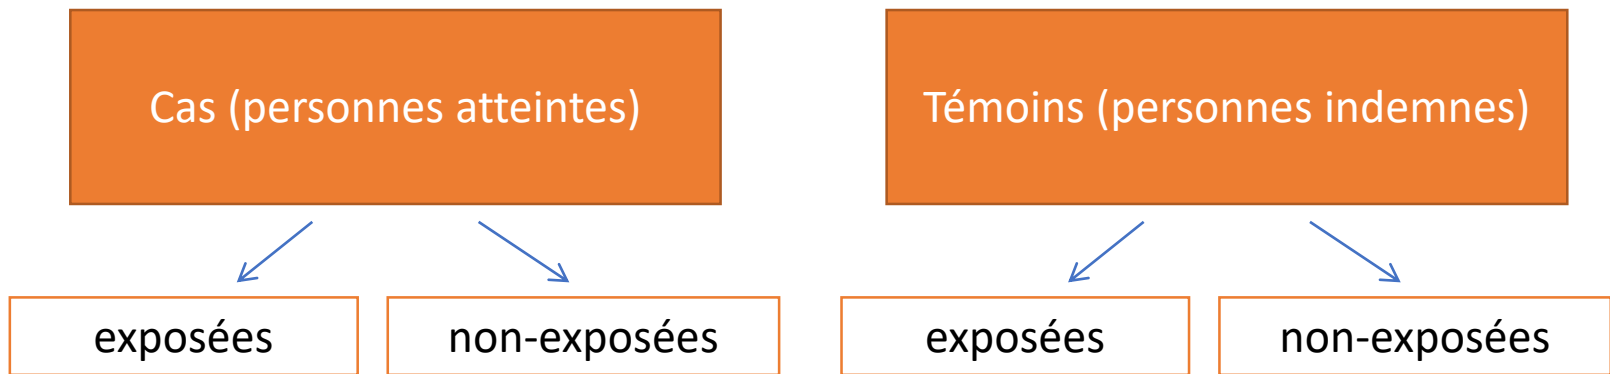 Cas (personnes atteintes)
Témoins (personnes indemnes)
exposées
non-exposées
exposées
non-exposées